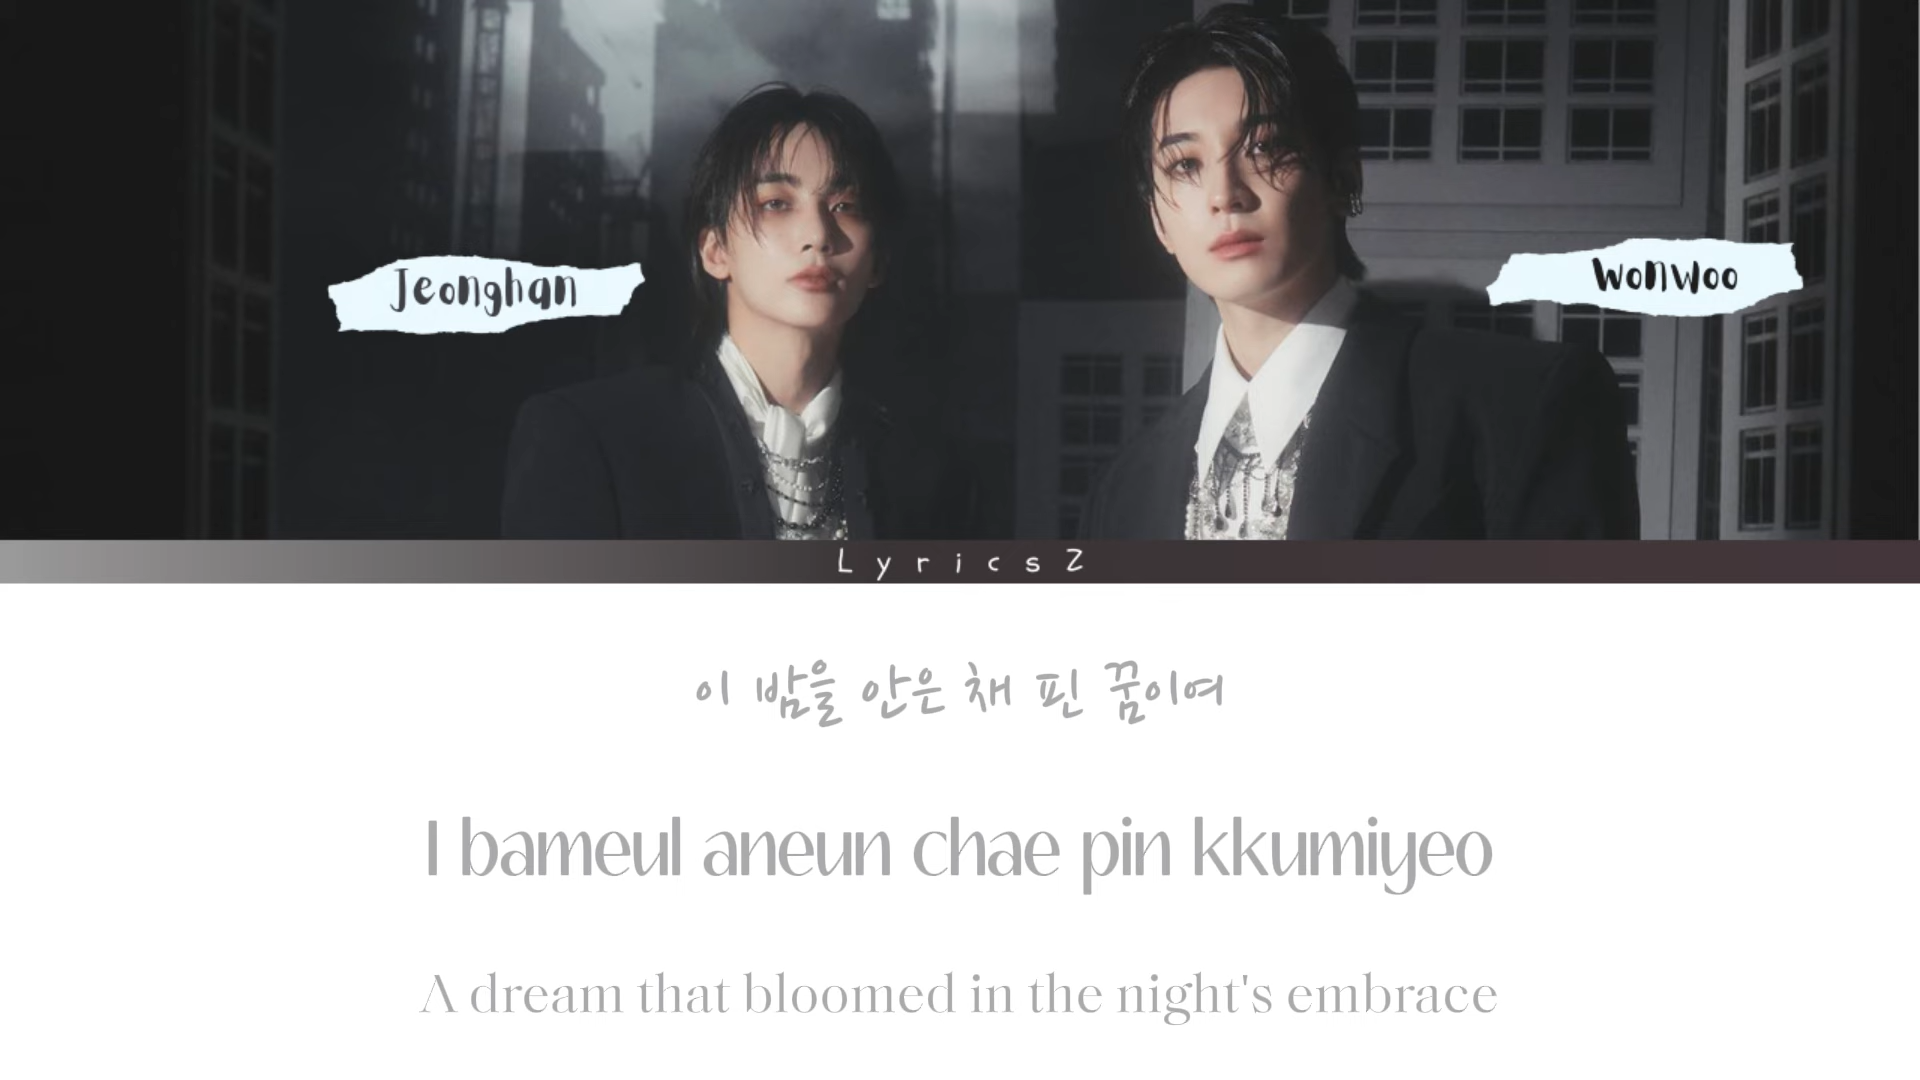 Jeonghan
Wonwoo
LyricsZ
이 밤을 안은 채 핀 꿈이여
I bameul aneun chae pin kkumiyeo
A dream that bloomed in the night's embrace